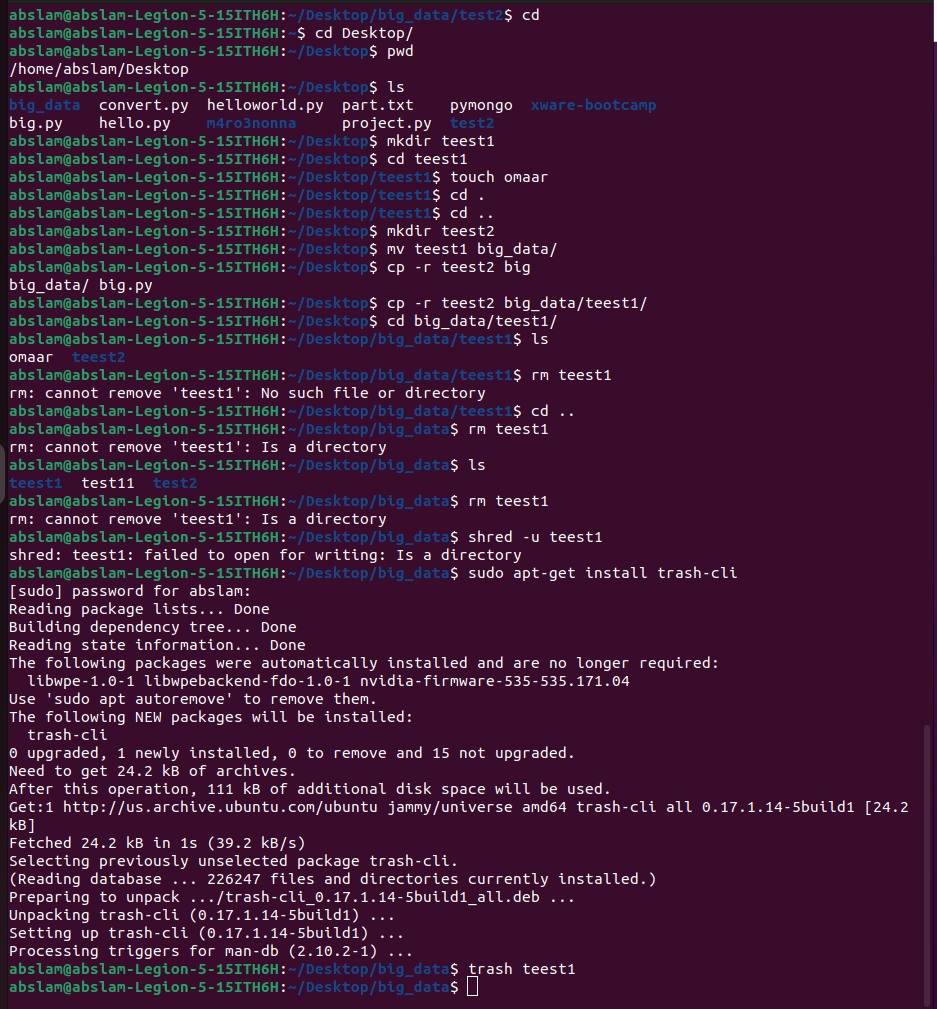 abslam@abslam-Legion-5-15ITH6H:~/Desktop/big_data/test2$ cd
abslam@abslam-Legion-5-15ITH6H:~$ cd Desktop/
abslam@abslam-Legion-5-15ITH6H:~/Desktop$ pwd
/home/abslam/Desktop
abslam@abslam-Legion-5-15ITH6H:~/Desktop$ ls
big_data  convert.py  helloworld.py  part.txt    pymongo  xware-bootcamp
big.py    hello.py    m4ro3nonna     project.py  test2
abslam@abslam-Legion-5-15ITH6H:~/Desktop$ mkdir teest1
abslam@abslam-Legion-5-15ITH6H:~/Desktop$ cd teest1
abslam@abslam-Legion-5-15ITH6H:~/Desktop/teest1$ touch omaar
abslam@abslam-Legion-5-15ITH6H:~/Desktop/teest1$ cd .
abslam@abslam-Legion-5-15ITH6H:~/Desktop/teest1$ cd ..
abslam@abslam-Legion-5-15ITH6H:~/Desktop$ mkdir teest2
abslam@abslam-Legion-5-15ITH6H:~/Desktop$ mv teest1 big_data/
abslam@abslam-Legion-5-15ITH6H:~/Desktop$ cp -r teest2 big
big_data/ big.py
abslam@abslam-Legion-5-15ITH6H:~/Desktop$ cp -r teest2 big_data/teest1/
abslam@abslam-Legion-5-15ITH6H:~/Desktop$ cd big_data/teest1/
abslam@abslam-Legion-5-15ITH6H:~/Desktop/big_data/teest1$ ls
omaar  teest2
abslam@abslam-Legion-5-15ITH6H:~/Desktop/big_data/teest1$ rm teest1
rm: cannot remove 'teest1': No such file or directory
abslam@abslam-Legion-5-15ITH6H:~/Desktop/big_data/teest1$ cd ..
abslam@abslam-Legion-5-15ITH6H:~/Desktop/big_data$ rm teest1
rm: cannot remove 'teest1': Is a directory
abslam@abslam-Legion-5-15ITH6H:~/Desktop/big_data$ ls
teest1  test11  test2
abslam@abslam-Legion-5-15ITH6H:~/Desktop/big_data$ rm teest1
rm: cannot remove 'teest1': Is a directory
abslam@abslam-Legion-5-15ITH6H:~/Desktop/big_data$ shred -u teest1
shred: teest1: failed to open for writing: Is a directory
abslam@abslam-Legion-5-15ITH6H:~/Desktop/big_data$ sudo apt-get install trash-cli
[sudo] password for abslam:
Reading package lists... Done
Building dependency tree... Done
Reading state information... Done
The following packages were automatically installed and are no longer required:
  libwpe-1.0-1 libwpebackend-fdo-1.0-1 nvidia-firmware-535-535.171.04
Use 'sudo apt autoremove' to remove them.
The following NEW packages will be installed:
  trash-cli
0 upgraded, 1 newly installed, 0 to remove and 15 not upgraded.
Need to get 24.2 kB of archives.
After this operation, 111 kB of additional disk space will be used.
Get:1 http://us.archive.ubuntu.com/ubuntu jammy/universe amd64 trash-cli all 0.17.1.14-5build1 [24.2
kB]
Fetched 24.2 kB in 1s (39.2 kB/s)
Selecting previously unselected package trash-cli.
(Reading database ... 226247 files and directories currently installed.)
Preparing to unpack .../trash-cli_0.17.1.14-5build1_all.deb ...
Unpacking trash-cli (0.17.1.14-5build1) ...
Setting up trash-cli (0.17.1.14-5build1) ...
Processing triggers for man-db (2.10.2-1) ...
abslam@abslam-Legion-5-15ITH6H:~/Desktop/big_data$ trash teest1
abslam@abslam-Legion-5-15ITH6H:~/Desktop/big_data$